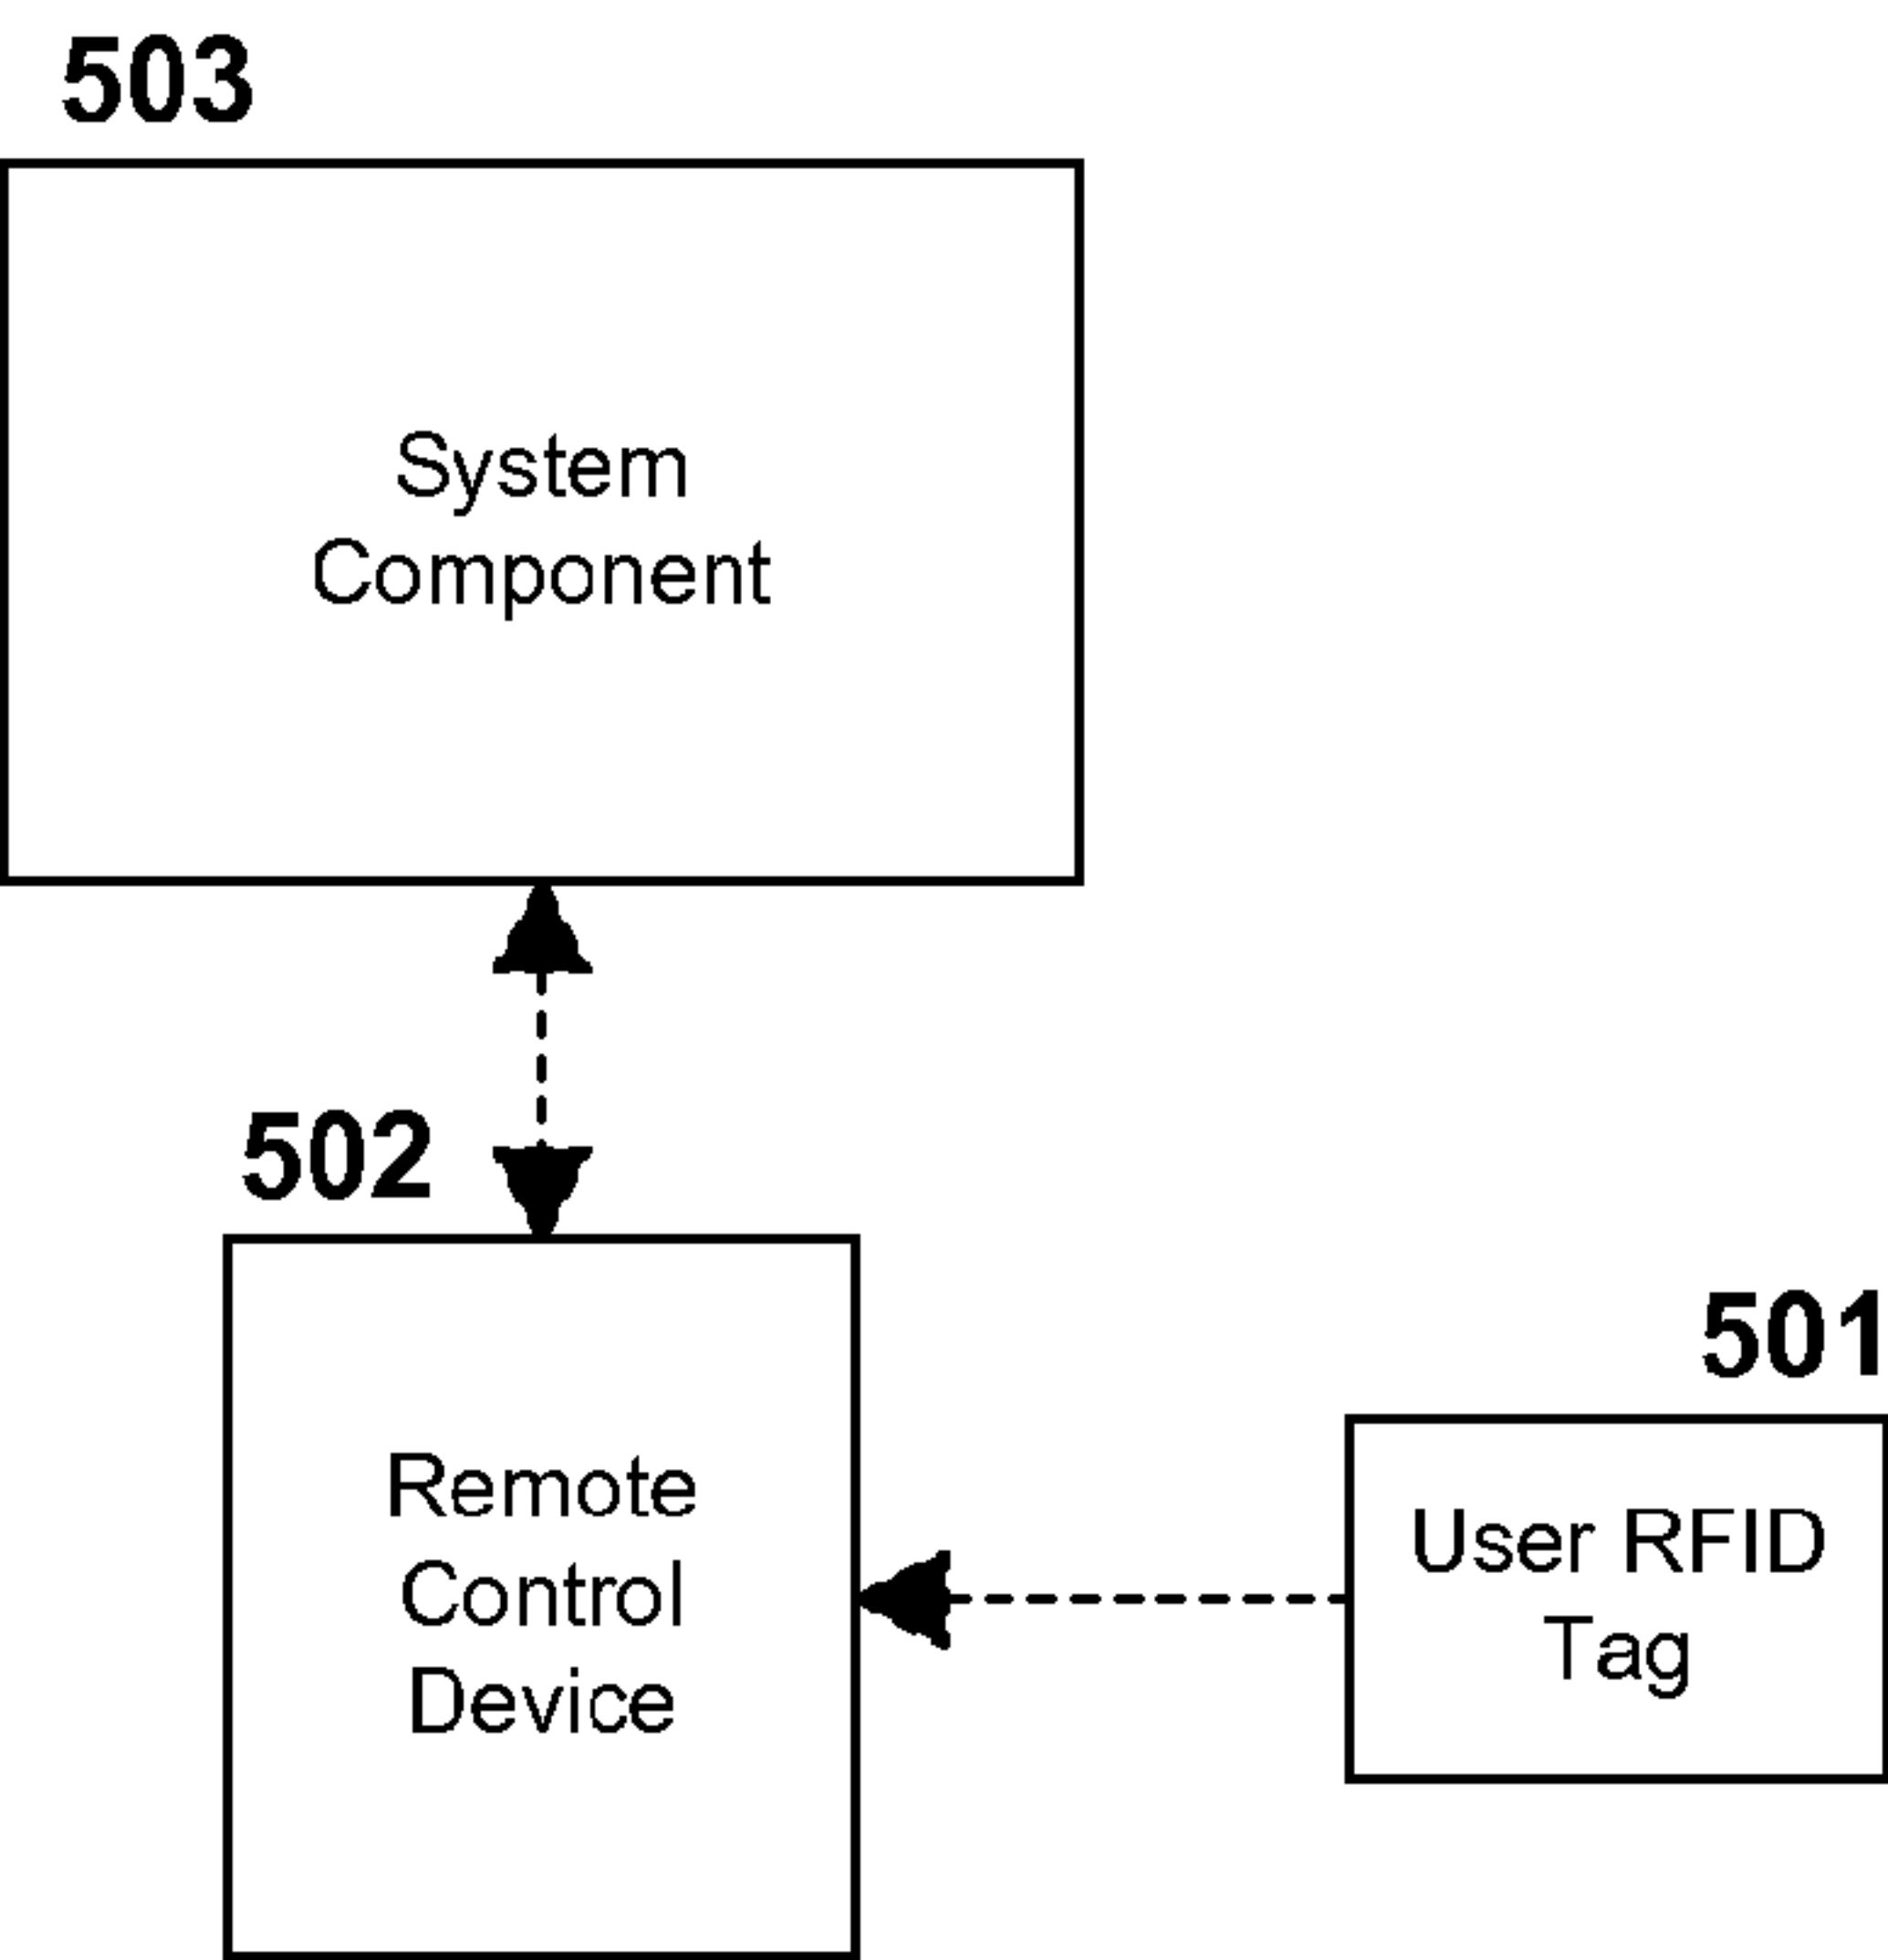 503
System
Component
502
Remote
Control
Device
501
User RFID
Tag